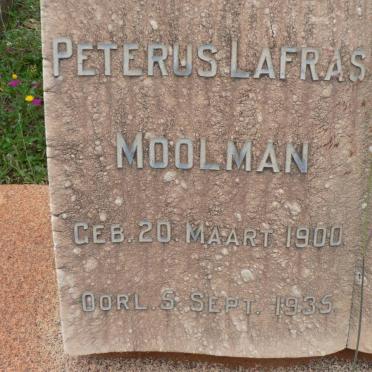 PETERUS LAFRAS
MOOLMAN
GEB. 20. MAART 1900.
OORL. 5. SEPT. 1935.